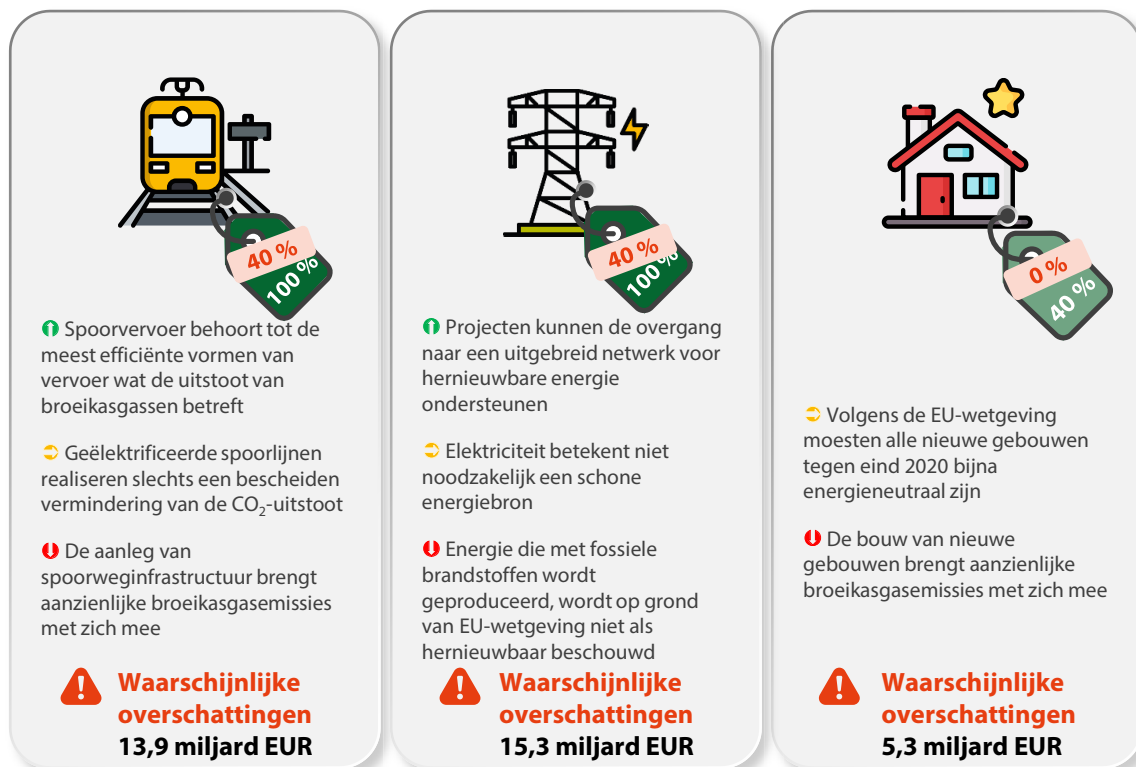 40 %
100 %
Spoorvervoer behoort tot de
meest efficiënte vormen van
vervoer wat de uitstoot van
broeikasgassen betreft
Geëlektrificeerde spoorlijnen
realiseren slechts een bescheiden
vermindering van de CO₂-uitstoot
De aanleg van
spoorweginfrastructuur brengt
aanzienlijke broeikasgasemissies
met zich mee
Waarschijnlijke
overschattingen
13,9 miljard EUR
40 %
100 %
Projecten kunnen de overgang
naar een uitgebreid netwerk voor
hernieuwbare energie
ondersteunen
Elektriciteit betekent niet
noodzakelijk een schone
energiebron
Energie die met fossiele
brandstoffen wordt
geproduceerd, wordt op grond
van EU-wetgeving niet als
hernieuwbaar beschouwd
Waarschijnlijke
overschattingen
15,3 miljard EUR
0 %
40 %
Volgens de EU-wetgeving
moesten alle nieuwe gebouwen
tegen eind 2020 bijna
energieneutraal zijn
De bouw van nieuwe
gebouwen brengt aanzienlijke
broeikasgasemissies met zich mee
Waarschijnlijke
overschattingen
5,3 miljard EUR